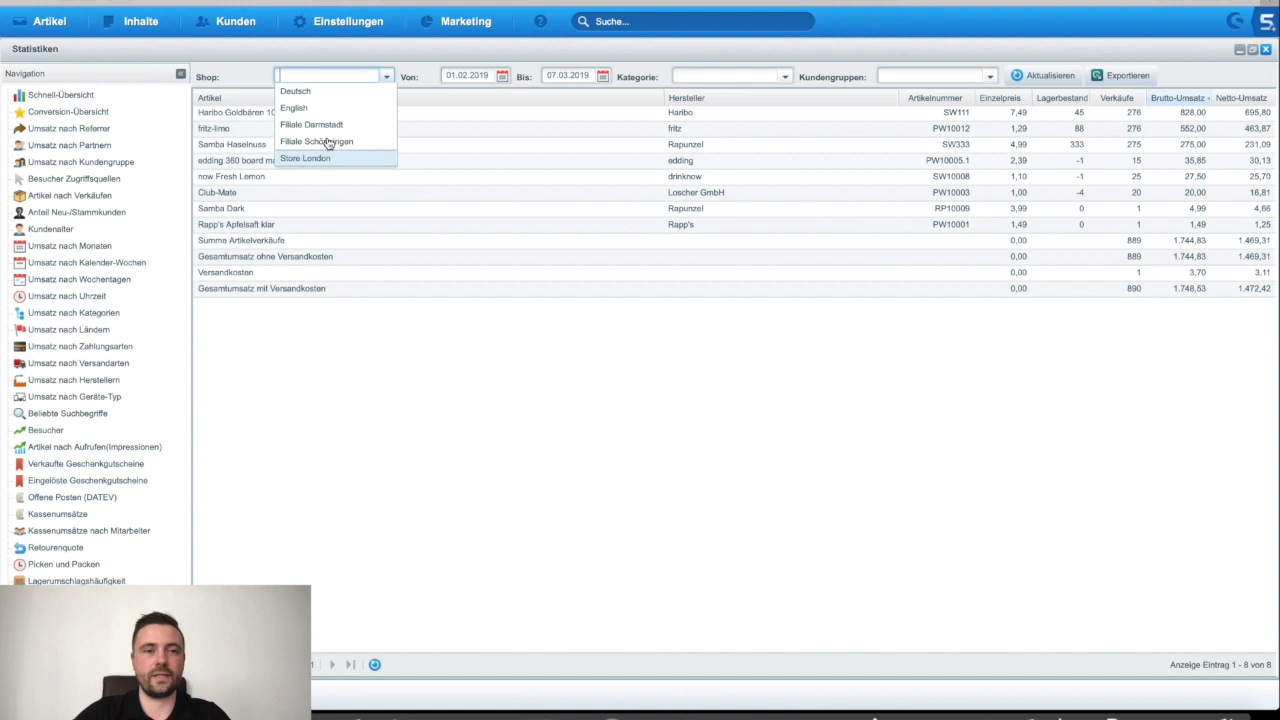 Artikel Inhalte Kunden Einstellungen Marketing Suche...
Statistiken
Navigation
Shop: Von: 01.02.2019 Bis: 07.03.2019 Kategorie: Kundengruppen: Aktualisieren Exportieren
Deutsch
English
Filiale Darmstadt
Filiale Schöppingen
Store London
Schnell-Übersicht
Conversion-Übersicht
Umsatz nach Referrer
Umsatz nach Partnern
Umsatz nach Kundengruppe
Besucher Zugriffsquellen
Artikel nach Verkäufen
Anteil Neu-/Stammkunden
Kundenalter
Umsatz nach Monaten
Umsatz nach Kalender-Wochen
Umsatz nach Wochentagen
Umsatz nach Uhrzeit
Umsatz nach Kategorien
Umsatz nach Ländern
Umsatz nach Zahlungsarten
Umsatz nach Versandarten
Umsatz nach Herstellern
Umsatz nach Geräte-Typ
Beliebte Suchbegriffe
Besucher
Artikel nach Aufrufen(Impressionen)
Verkaufte Geschenkgutscheine
Eingelöste Geschenkgutscheine
Offene Posten (DATEV)
Kassenumsätze
Kassenumsätze nach Mitarbeiter
Retourenquote
Picken und Packen
Lagerumschlagshäufigkeit
Artikel Hersteller Artikelnummer Einzelpreis Lagerbestand Verkäufe Brutto-Umsatz Netto-Umsatz
Haribo Goldbären 10 Haribo SW111 7,49 45 276 828,00 695,80
fritz-limo fritz PW10012 1,29 88 276 552,00 463,87
Samba Haselnuss Rapunzel SW333 4,99 333 275 275,00 231,09
edding 360 board ma edding PW10005.1 2,39 -1 15 35,85 30,13
now Fresh Lemon drinknow SW10008 1,10 -1 25 27,50 25,70
Club-Mate Loscher GmbH PW10003 1,00 -4 20 20,00 16,81
Samba Dark Rapunzel RP10009 3,99 0 1 4,99 4,66
Rapp's Apfelsaft klar Rapp's PW10001 1,49 0 1 1,49 1,25
Summe Artikelverkäufe 0,00 889 1.744,83 1.469,31
Gesamtumsatz ohne Versandkosten 0,00 889 1.744,83 1.469,31
Versandkosten 0,00 1 3,70 3,11
Gesamtumsatz mit Versandkosten 0,00 890 1.748,53 1.472,42
Anzeige Eintrag 1 - 8 von 8